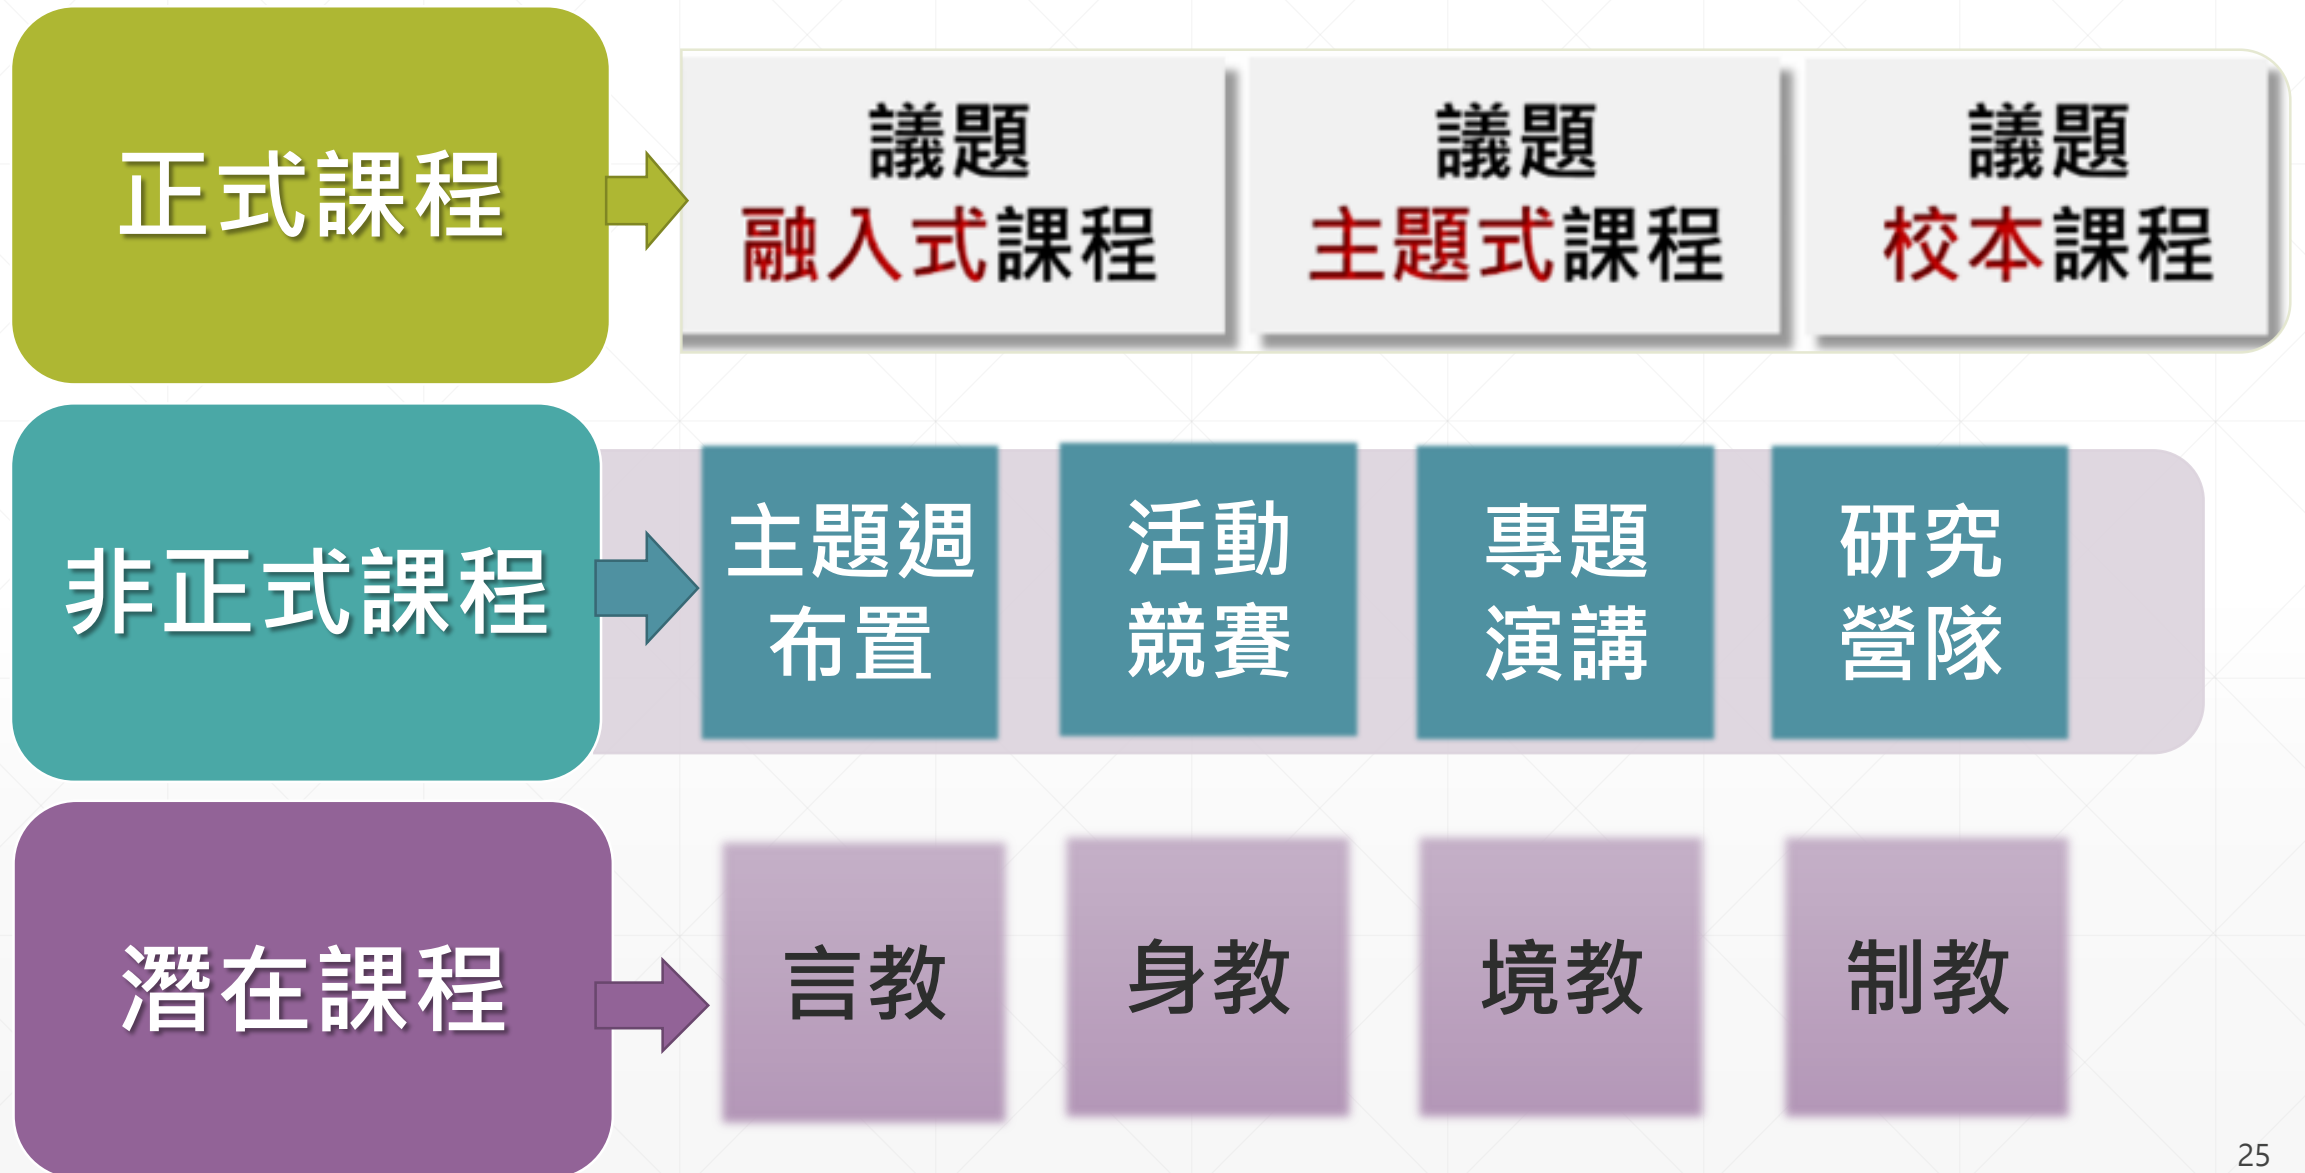 正式課程
議題
融入式課程
議題
主題式課程
議題
校本課程
非正式課程
主題週
布置
活動
競賽
專題
演講
研究
營隊
潛在課程
言教
身教
境教
制教
25